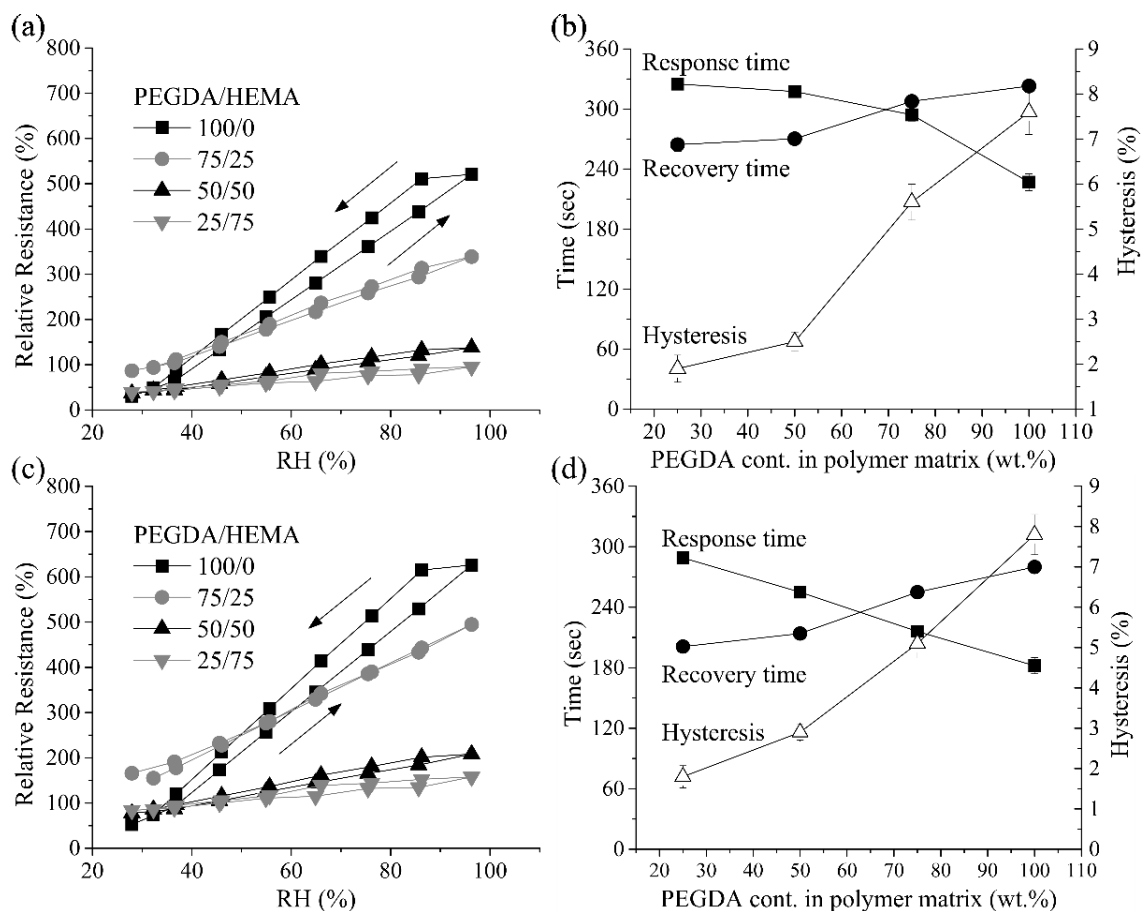 (a)
800
700
600
500
400
300
200
100
0
Relative Resistance (%)
PEGDA/HEMA
100/0
75/25
50/50
25/75
20 40 60 80 100
RH (%)
(b)
360
300
240
180
120
60
0
Time (sec)
Response time
Recovery time
Hysteresis
9
8
7
6
5
4
3
2
1
Hysteresis (%)
20 30 40 50 60 70 80 90 100 110
PEGDA cont. in polymer matrix (wt.%)
(c)
800
700
600
500
400
300
200
100
0
Relative Resistance (%)
PEGDA/HEMA
100/0
75/25
50/50
25/75
20 40 60 80 100
RH (%)
(d)
360
300
240
180
120
60
0
Time (sec)
Response time
Recovery time
Hysteresis
9
8
7
6
5
4
3
2
1
0
Hysteresis (%)
20 30 40 50 60 70 80 90 100 110
PEGDA cont. in polymer matrix (wt.%)